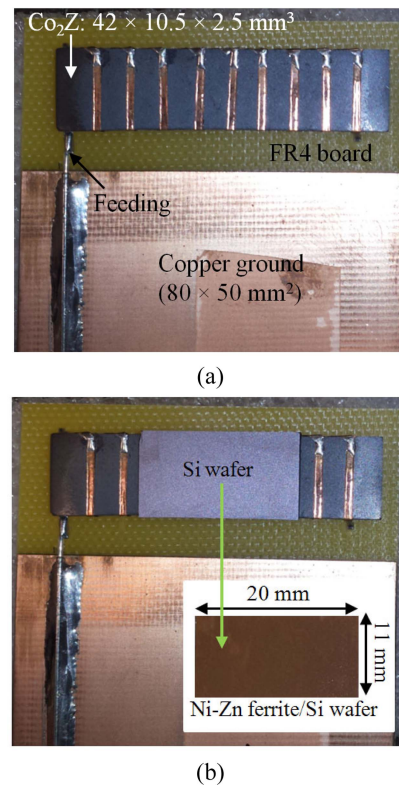 Co₂Z: 42 × 10.5 × 2.5 mm³
FR4 board
Feeding
Copper ground
(80 × 50 mm²)
(a)
Si wafer
20 mm
11 mm
Ni-Zn ferrite/Si wafer
(b)